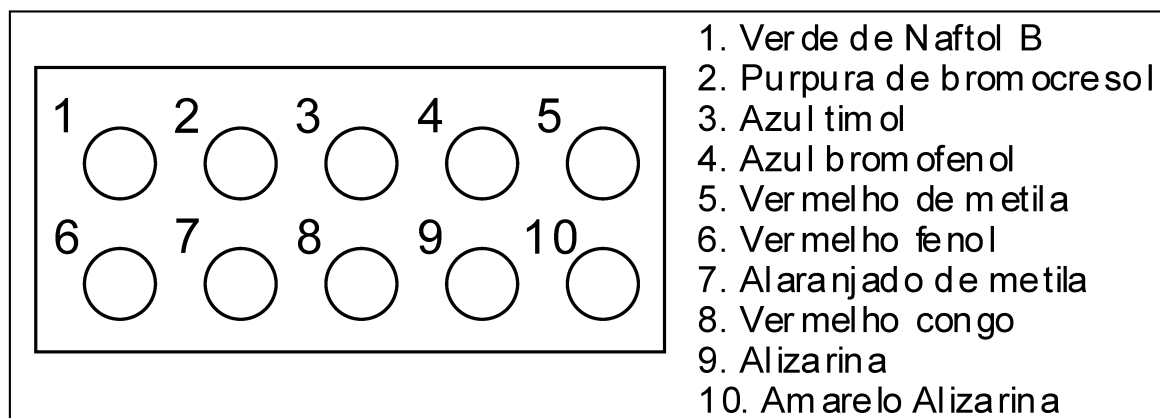 1 2 3 4 5
6 7 8 9 10
1. Verde de Naftol B
2. Purpura de bromocresol
3. Azul timol
4. Azul bromofenol
5. Vermelho de metila
6. Vermelho fenol
7. Alaranjado de metila
8. Vermelho congo
9. Alizarina
10. Amarelo Alizarina